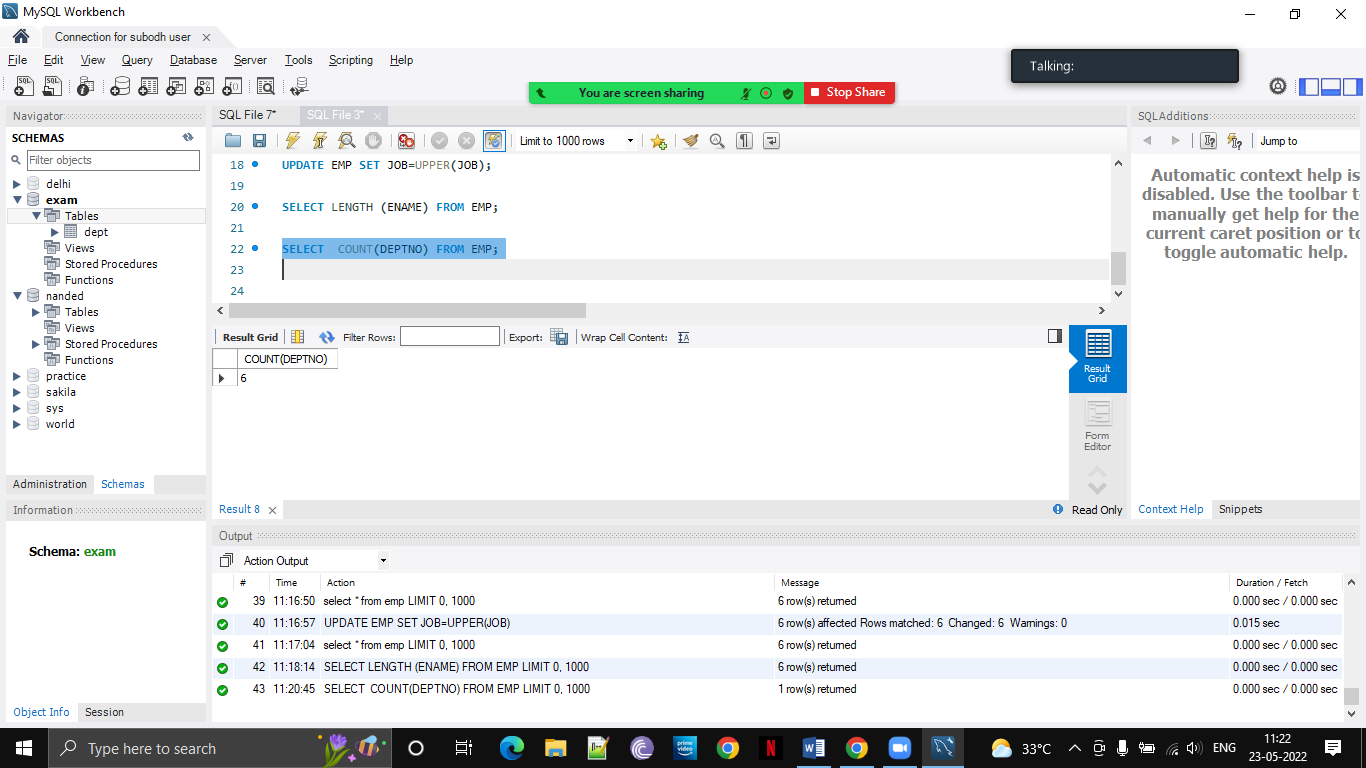 MySQL Workbench
Connection for subodh user
File Edit View Query Database Server Tools Scripting Help
Talking:
You are screen sharing Stop Share
Navigator
SCHEMAS
Filter objects
delhi
exam
Tables
dept
Views
Stored Procedures
Functions
nanded
Tables
Views
Stored Procedures
Functions
practice
sakila
sys
world
Administration Schemas
Information
Schema: exam
Object Info Session
SQL File 7* SQL File 3*
Limit to 1000 rows
18 UPDATE EMP SET JOB=UPPER(JOB);
19
20 SELECT LENGTH (ENAME) FROM EMP;
21
22 SELECT  COUNT(DEPTNO) FROM EMP;
23
24
Result Grid Filter Rows: Export: Wrap Cell Content:
COUNT(DEPTNO)
6
Result Grid
Form Editor
Result 8 Read Only
SQLAdditions
Jump to
Automatic context help is
disabled. Use the toolbar to
manually get help for the
current caret position or to
toggle automatic help.
Context Help Snippets
Output
Action Output
# Time Action Message Duration / Fetch
39 11:16:50 select * from emp LIMIT 0, 1000 6 row(s) returned 0.000 sec / 0.000 sec
40 11:16:57 UPDATE EMP SET JOB=UPPER(JOB) 6 row(s) affected Rows matched: 6  Changed: 6  Warnings: 0 0.015 sec
41 11:17:04 select * from emp LIMIT 0, 1000 6 row(s) returned 0.000 sec / 0.000 sec
42 11:18:14 SELECT LENGTH (ENAME) FROM EMP LIMIT 0, 1000 6 row(s) returned 0.000 sec / 0.000 sec
43 11:20:45 SELECT  COUNT(DEPTNO) FROM EMP LIMIT 0, 1000 1 row(s) returned 0.000 sec / 0.000 sec
Type here to search
prime video
N
W
33°C
ENG
11:22
23-05-2022